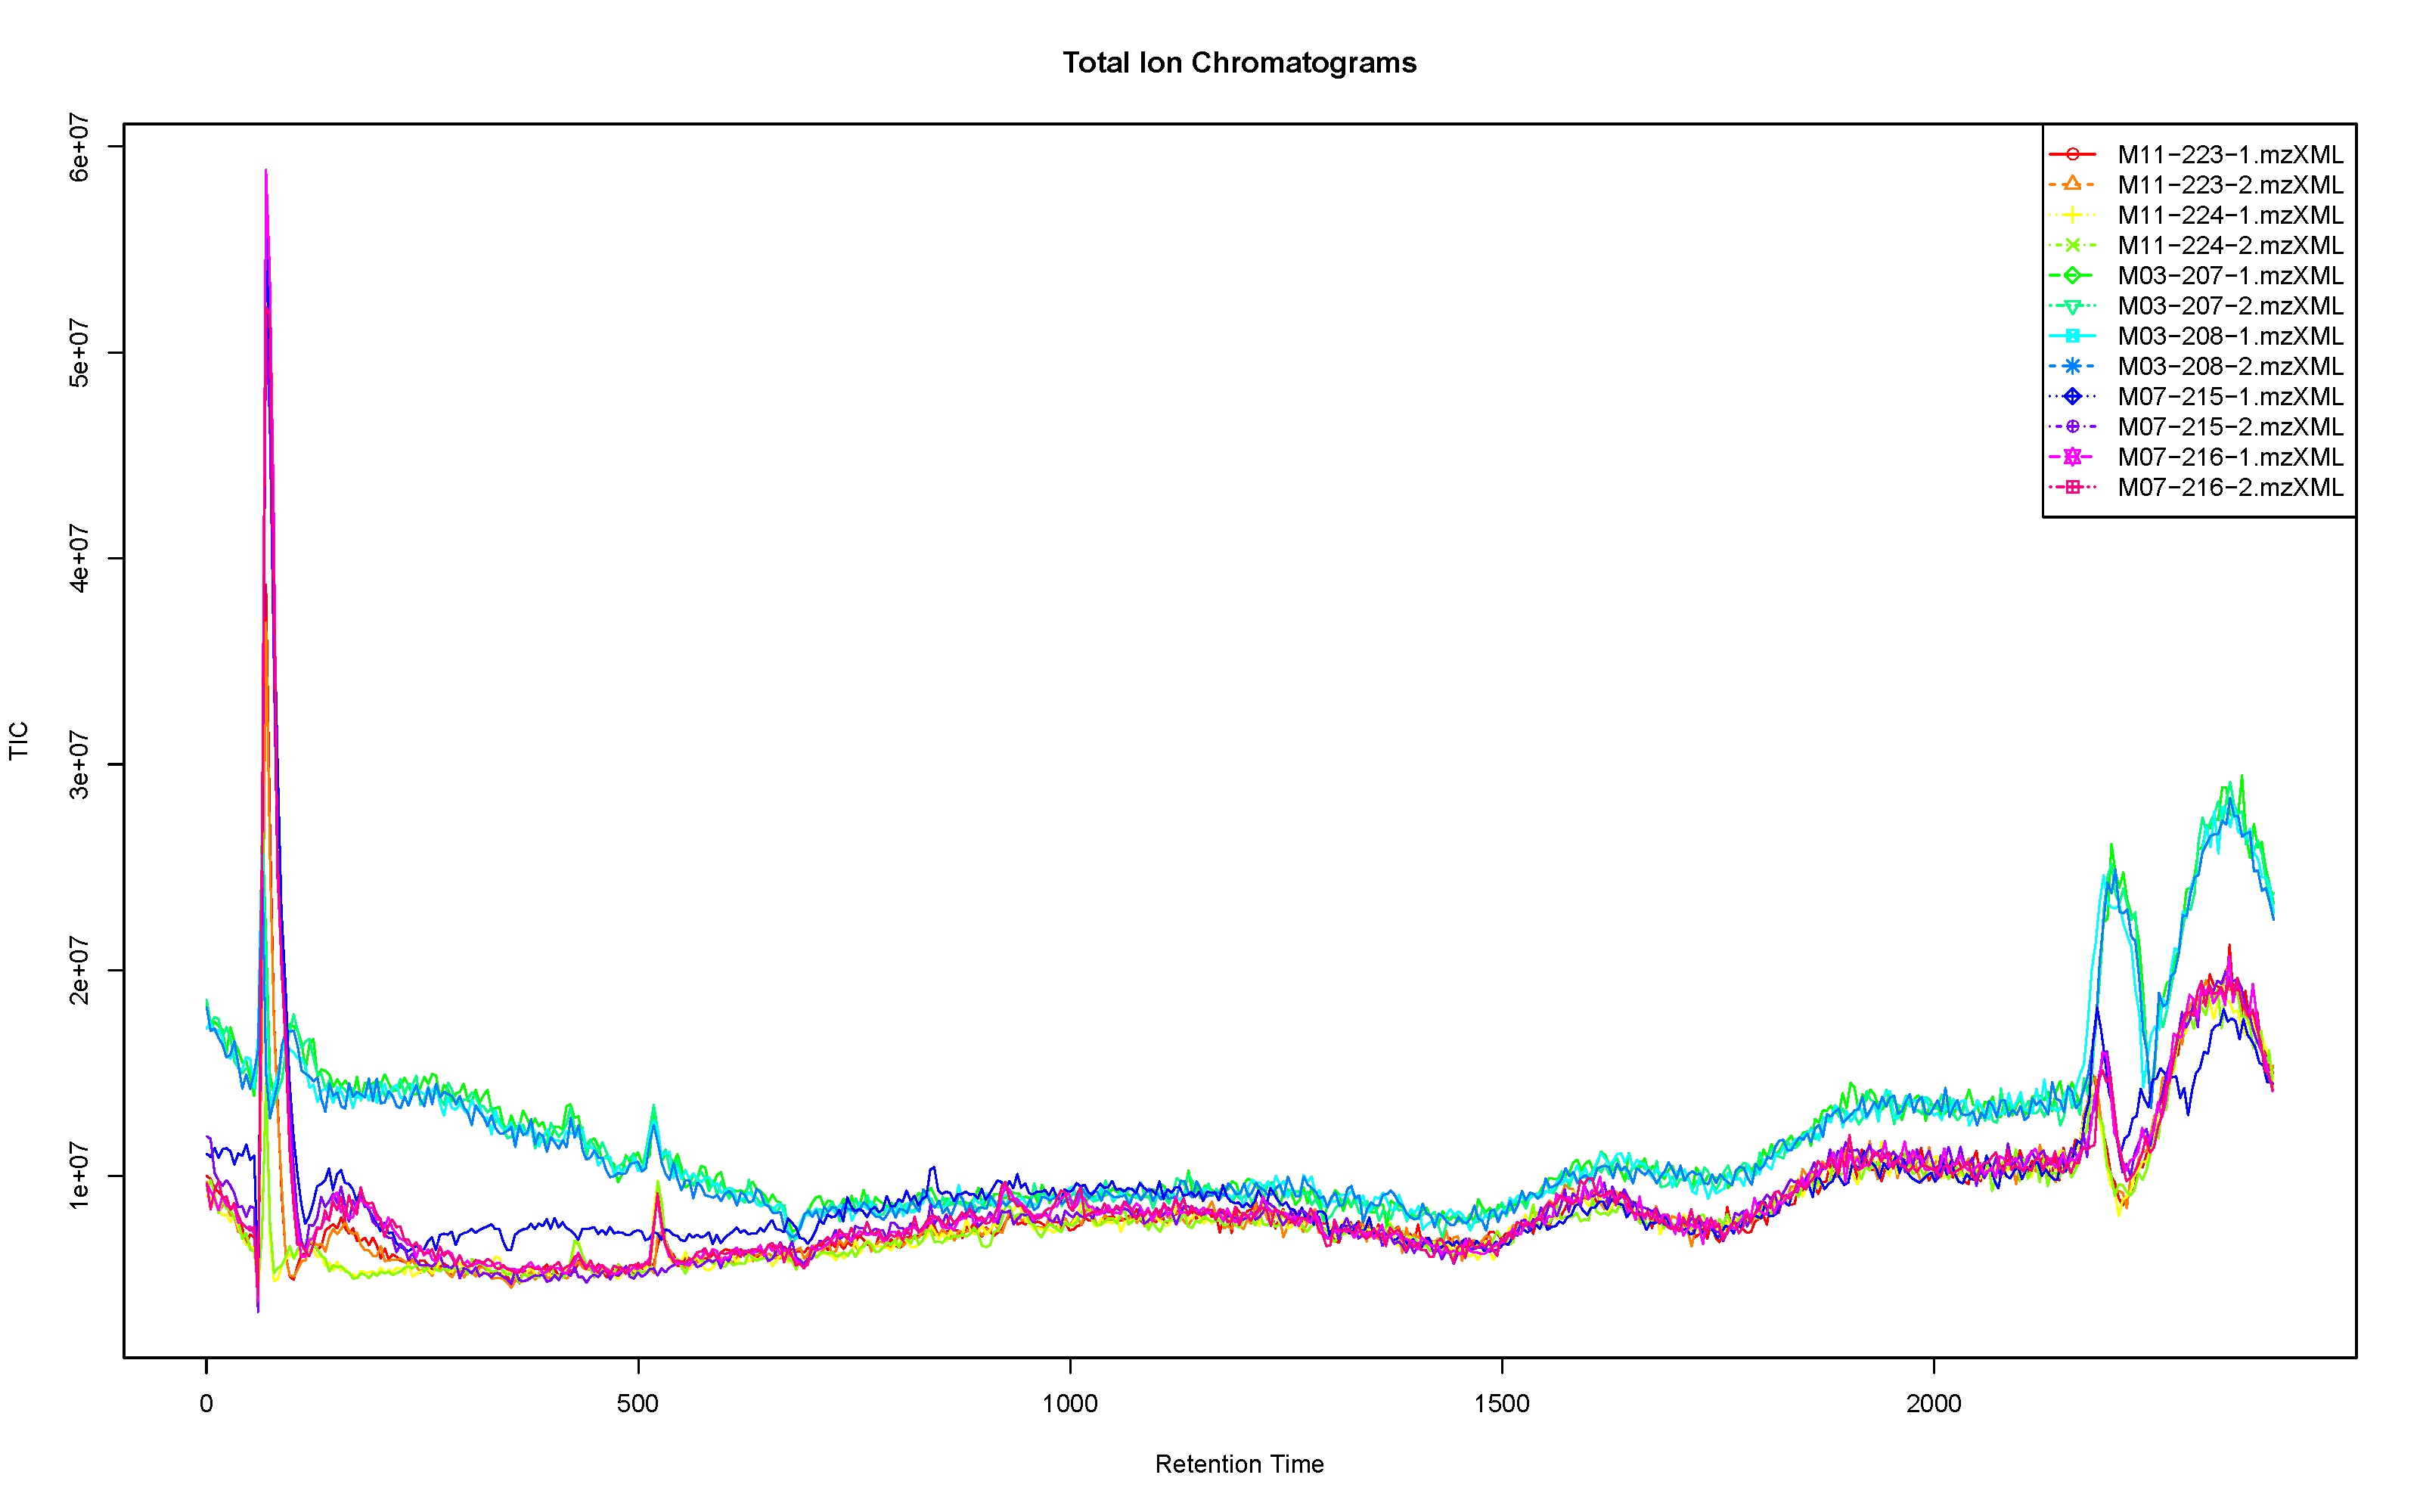 Total Ion Chromatograms
6e+07
5e+07
4e+07
3e+07
2e+07
1e+07
TIC
M11-223-1.mzXML
M11-223-2.mzXML
M11-224-1.mzXML
M11-224-2.mzXML
M03-207-1.mzXML
M03-207-2.mzXML
M03-208-1.mzXML
M03-208-2.mzXML
M07-215-1.mzXML
M07-215-2.mzXML
M07-216-1.mzXML
M07-216-2.mzXML
0 500 1000 1500 2000
Retention Time